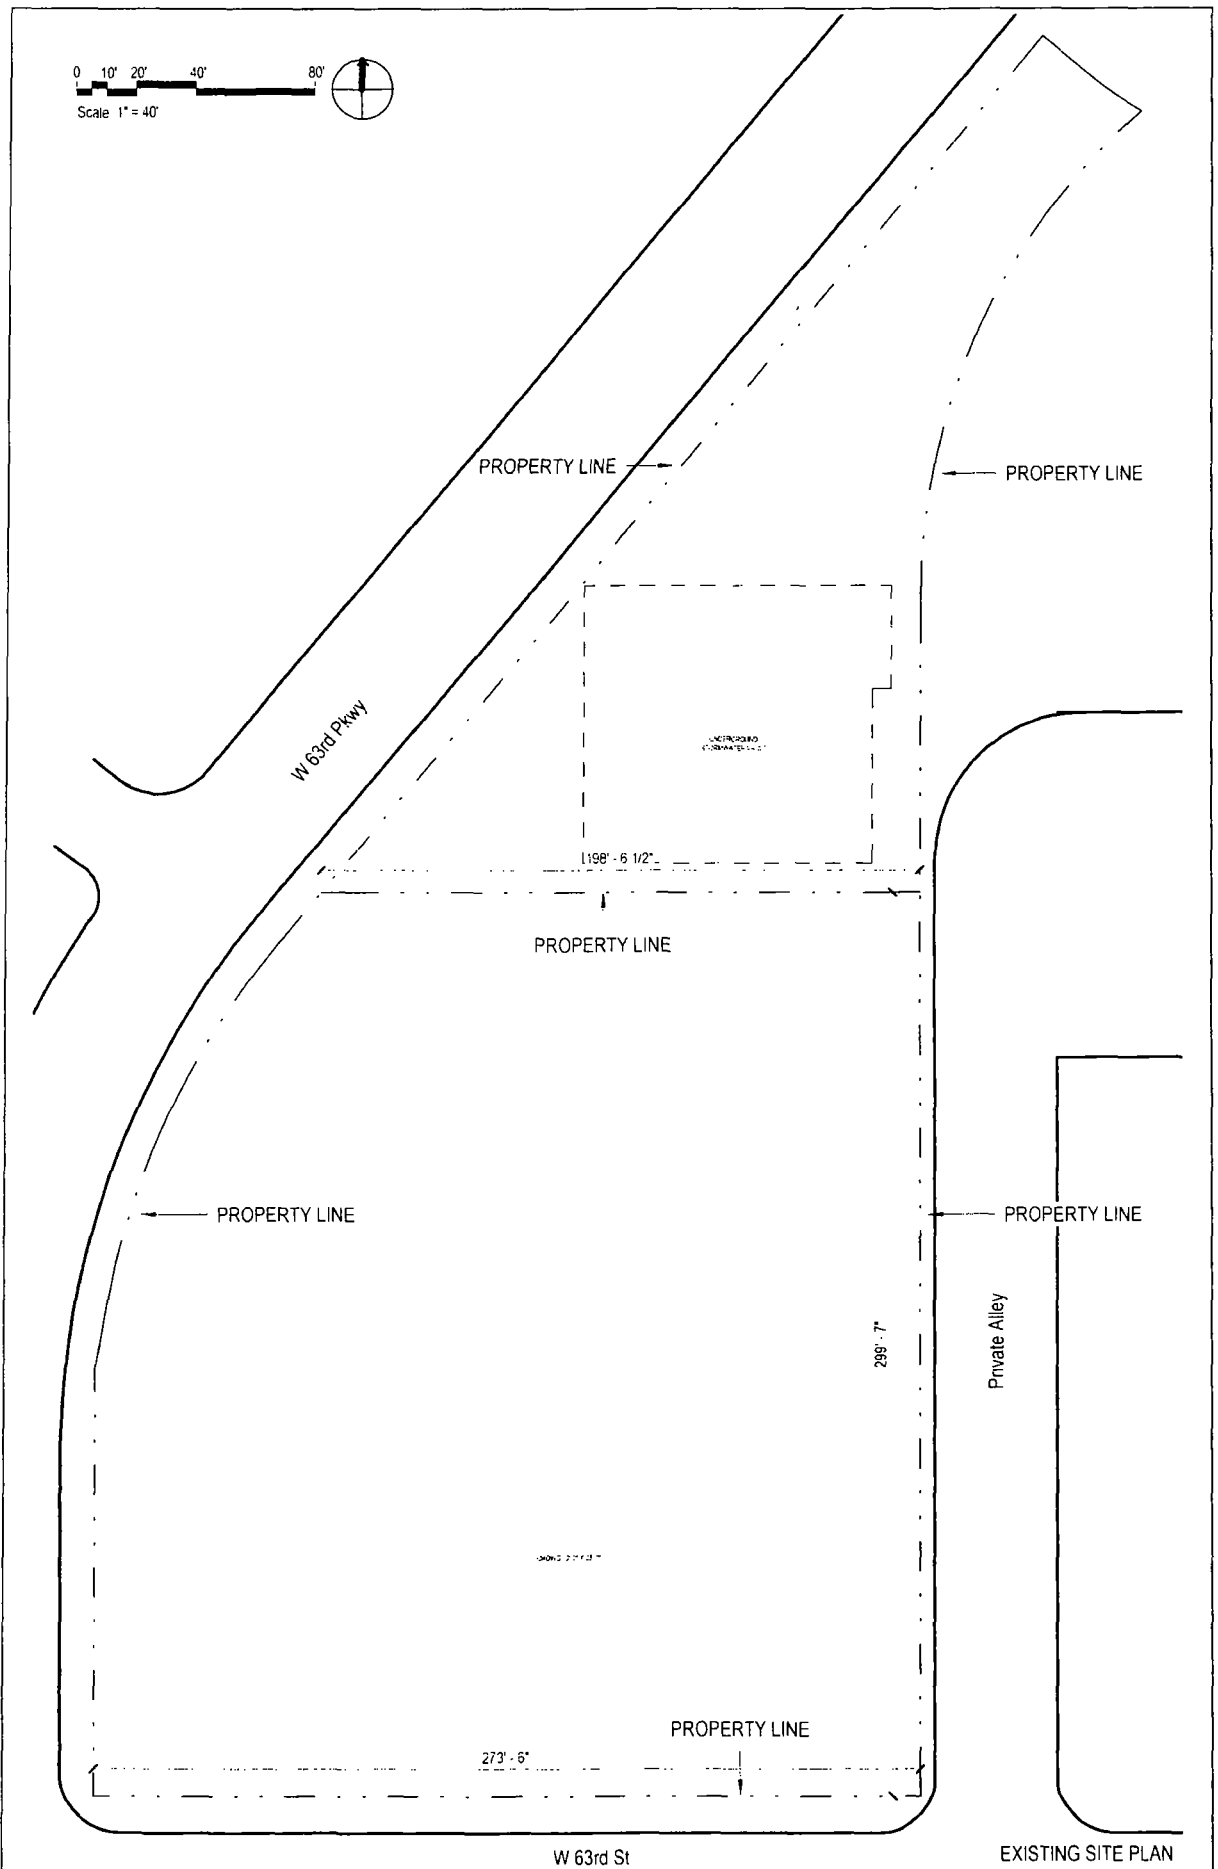 0 10' 20' 40' 80'
Scale 1" = 40'
PROPERTY LINE
PROPERTY LINE
W 63rd Pkwy
UNDERGROUND
198' - 6 1/2"
PROPERTY LINE
PROPERTY LINE
PROPERTY LINE
299' - 7"
Private Alley
PROPERTY LINE
273' - 6"
W 63rd St
EXISTING SITE PLAN